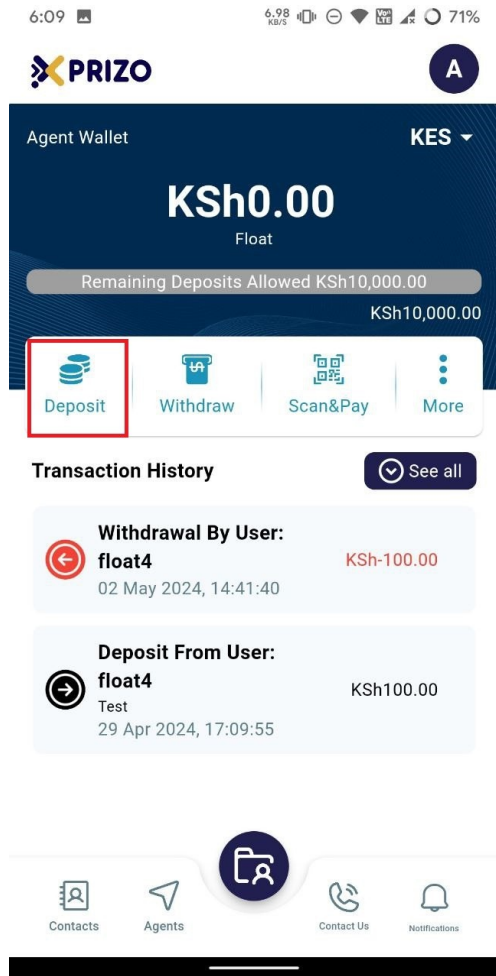 6:09 6.98 KB/S Vo) LTE 71%
XPRIZO
A
Agent Wallet KES
KSh0.00
Float
Remaining Deposits Allowed KSh10,000.00
KSh10,000.00
Deposit Withdraw Scan&Pay More
Transaction History See all
Withdrawal By User:
float4 KSh-100.00
02 May 2024, 14:41:40
Deposit From User:
float4 KSh100.00
Test
29 Apr 2024, 17:09:55
Contacts Agents Contact Us Notifications